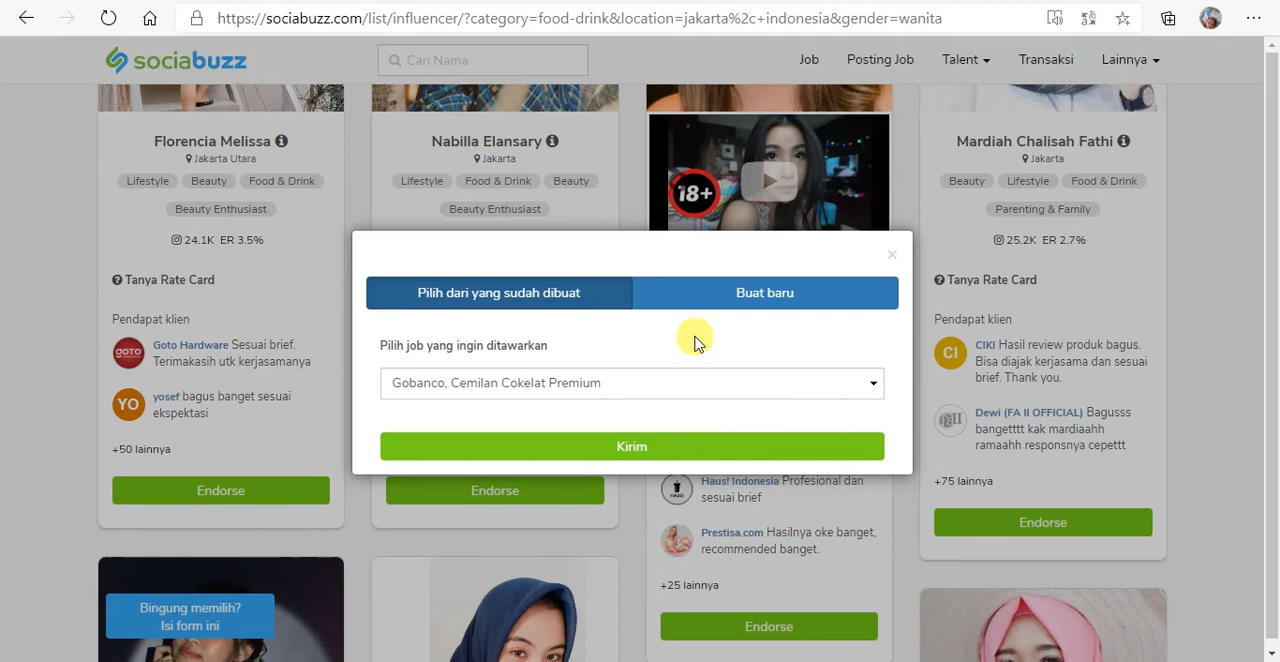 https://sociabuzz.com/list/influencer/?category=food-drink&location=jakarta%2c+indonesia&gender=wanita
sociabuzz
Cari Nama
Job
Posting Job
Talent
Transaksi
Lainnya
Florencia Melissa
Jakarta Utara
Lifestyle
Beauty
Food & Drink
Beauty Enthusiast
24.1K ER 3.5%
Tanya Rate Card
Pendapat klien
GOTO
Goto Hardware Sesuai brief.
Terimakasih utk kerjasamanya
YO
yosef bagus banget sesuai
ekspektasi
+50 lainnya
Endorse
Nabilla Elansary
Jakarta
Lifestyle
Food & Drink
Beauty
Beauty Enthusiast
Endorse
18+
Pilih dari yang sudah dibuat
Buat baru
Pilih job yang ingin ditawarkan
Gobanco, Cemilan Cokelat Premium
Kirim
Haus! Indonesia Profesional dan
sesuai brief
Prestisa.com Hasilnya oke banget,
recommended banget.
+25 lainnya
Endorse
Mardiah Chalisah Fathi
Jakarta
Beauty
Lifestyle
Food & Drink
Parenting & Family
25.2K ER 2.7%
Tanya Rate Card
Pendapat klien
CI
CIKI Hasil review produk bagus.
Bisa diajak kerjasama dan sesuai
brief. Thank you.
Dewi (FA II OFFICIAL) Bagusss
bangetttt kak mardiaahh
ramaahh responsnya cepettt
+75 lainnya
Endorse
Bingung memilih?
Isi form ini